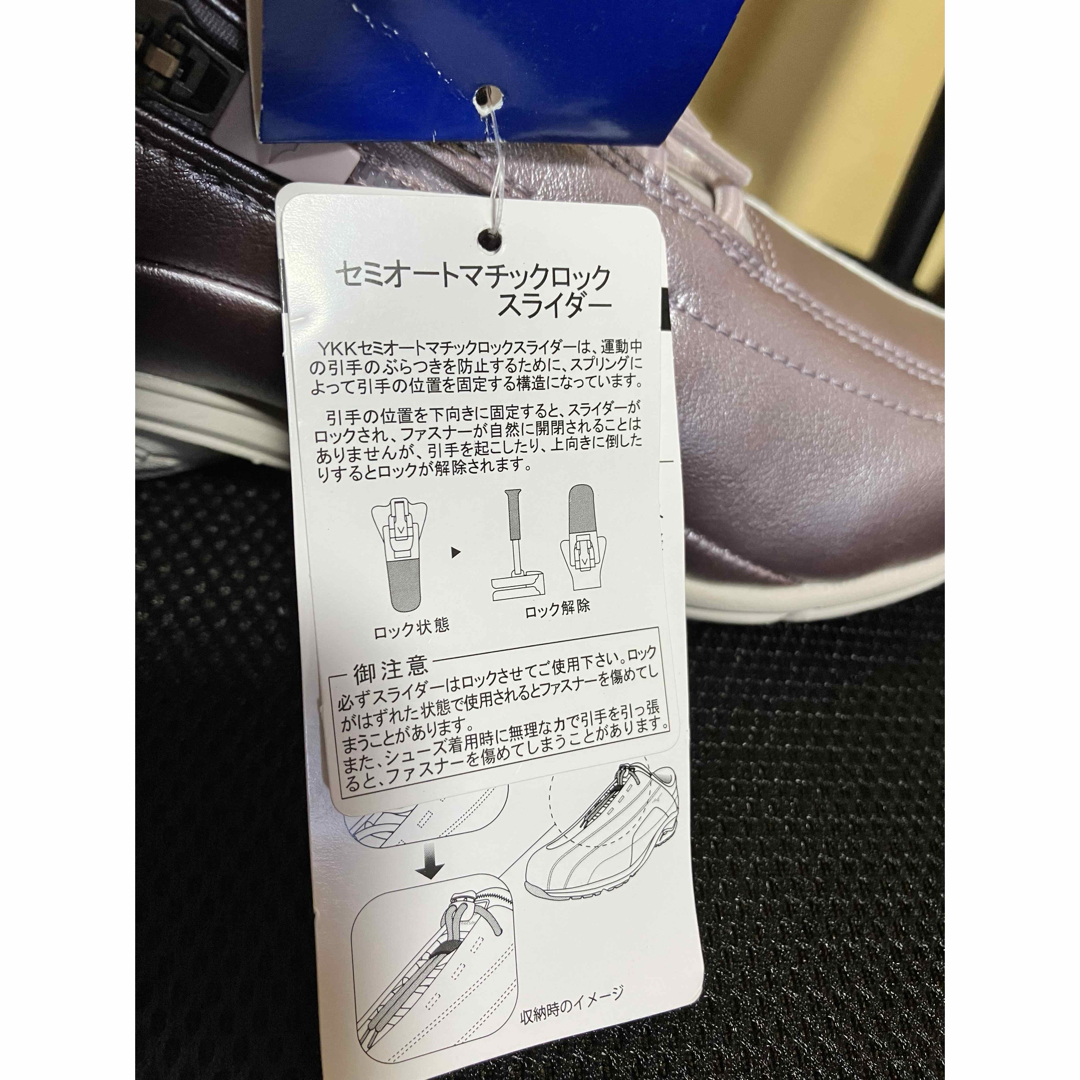 セミオートマチックロック
スライダー
YKKセミオートマチックロックスライダーは、運動中
の引手のぶらつきを防止するために、スプリングに
よって引手の位置を固定する構造になっています。
引手の位置を下向きに固定すると、スライダーが
ロックされ、ファスナーが自然に開閉されることは
ありませんが、引手を起こしたり、上向きに倒した
りするとロックが解除されます。
ロック状態
ロック解除
御注意
必ずスライダーはロックさせてご使用下さい。ロック
がはずれた状態で使用されるとファスナーを傷めてし
まうことがあります。
また、シューズ着用時に無理な力で引手を引っ張
ると、ファスナーを傷めてしまうことがあります。
収納時のイメージ